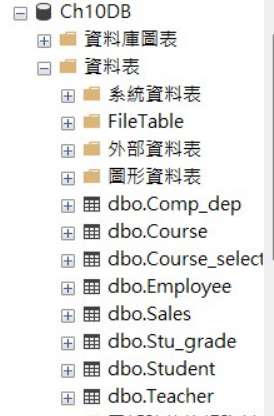 Ch10DB
資料庫圖表
資料表
系統資料表
FileTable
外部資料表
圖形資料表
dbo.Comp_dep
dbo.Course
dbo.Course_select
dbo.Employee
dbo.Sales
dbo.Stu_grade
dbo.Student
dbo.Teacher